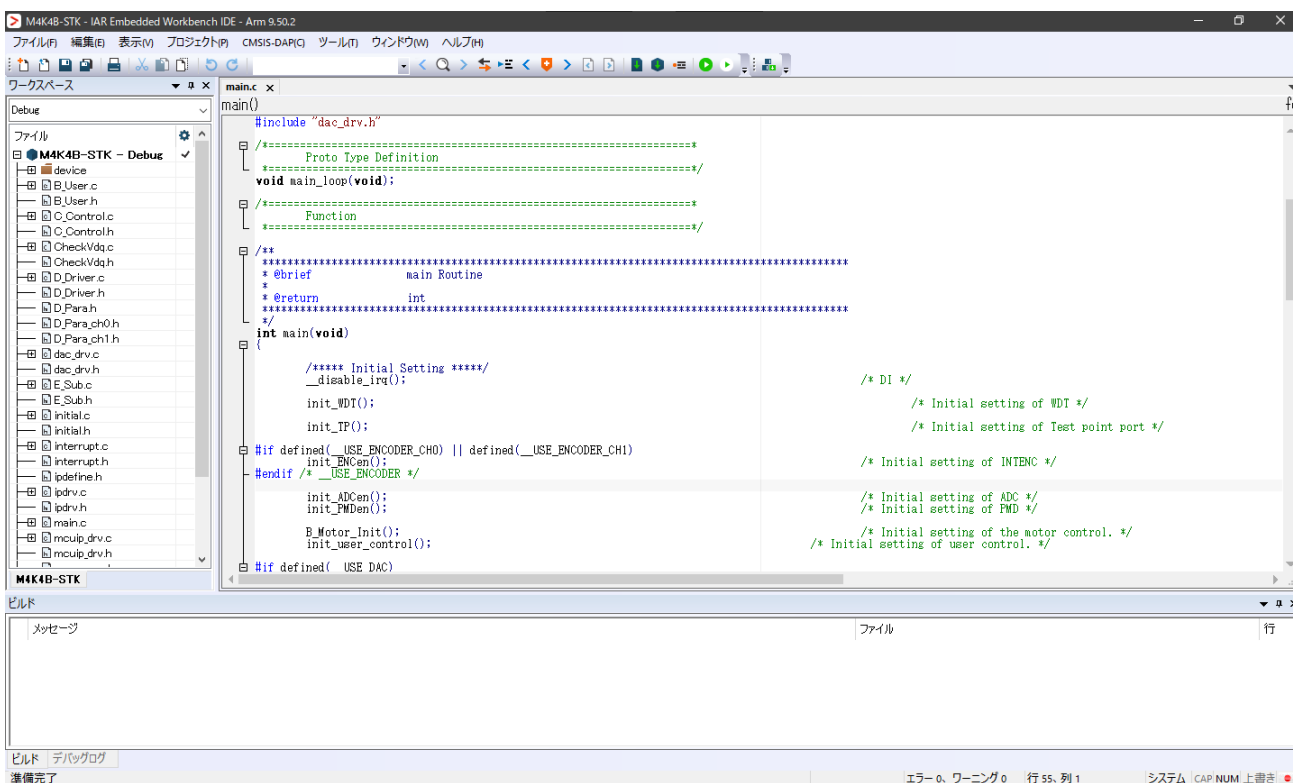 M4K4B-STK - IAR Embedded Workbench IDE - Arm 9.50.2
ファイル(F) 編集(E) 表示(V) プロジェクト(P) CMSIS-DAP(C) ツール(T) ウィンドウ(W) ヘルプ(H)
ワークスペース
Debug
ファイル
M4K4B-STK - Debug
device
B_User.c
B_User.h
C_Control.c
C_Control.h
CheckVdq.c
CheckVdq.h
D_Driver.c
D_Driver.h
D_Para.h
D_Para_ch0.h
D_Para_ch1.h
dac_drv.c
dac_drv.h
E_Sub.c
E_Sub.h
initial.c
initial.h
interrupt.c
interrupt.h
ipdefine.h
ipdrv.c
ipdrv.h
main.c
mcuip_drv.c
mcuip_drv.h
M4K4B-STK
main.c
main()
#include "dac_drv.h"
/*===================================================================*
Proto Type Definition
*===================================================================*/
void main_loop(void);
/*===================================================================*
Function
*===================================================================*/
/**
*********************************************************************************************
* @brief main Routine
*
* @return int
*********************************************************************************************
*/
int main(void)
{
/***** Initial Setting *****/
__disable_irq(); /* DI */
init_WDT(); /* Initial setting of WDT */
init_TP(); /* Initial setting of Test point port */
#if defined(__USE_ENCODER_CH0) || defined(__USE_ENCODER_CH1)
init_ENCen(); /* Initial setting of INTENC */
#endif /* __USE_ENCODER */
init_ADCen(); /* Initial setting of ADC */
init_PMDen(); /* Initial setting of PMD */
B_Motor_Init(); /* Initial setting of the motor control. */
init_user_control(); /* Initial setting of user control. */
#if defined(__USE_DAC)
ビルド
メッセージ ファイル 行
ビルド デバッグログ
準備完了 エラー 0、ワーニング 0 行 55、列 1 システム CAP NUM 上書き